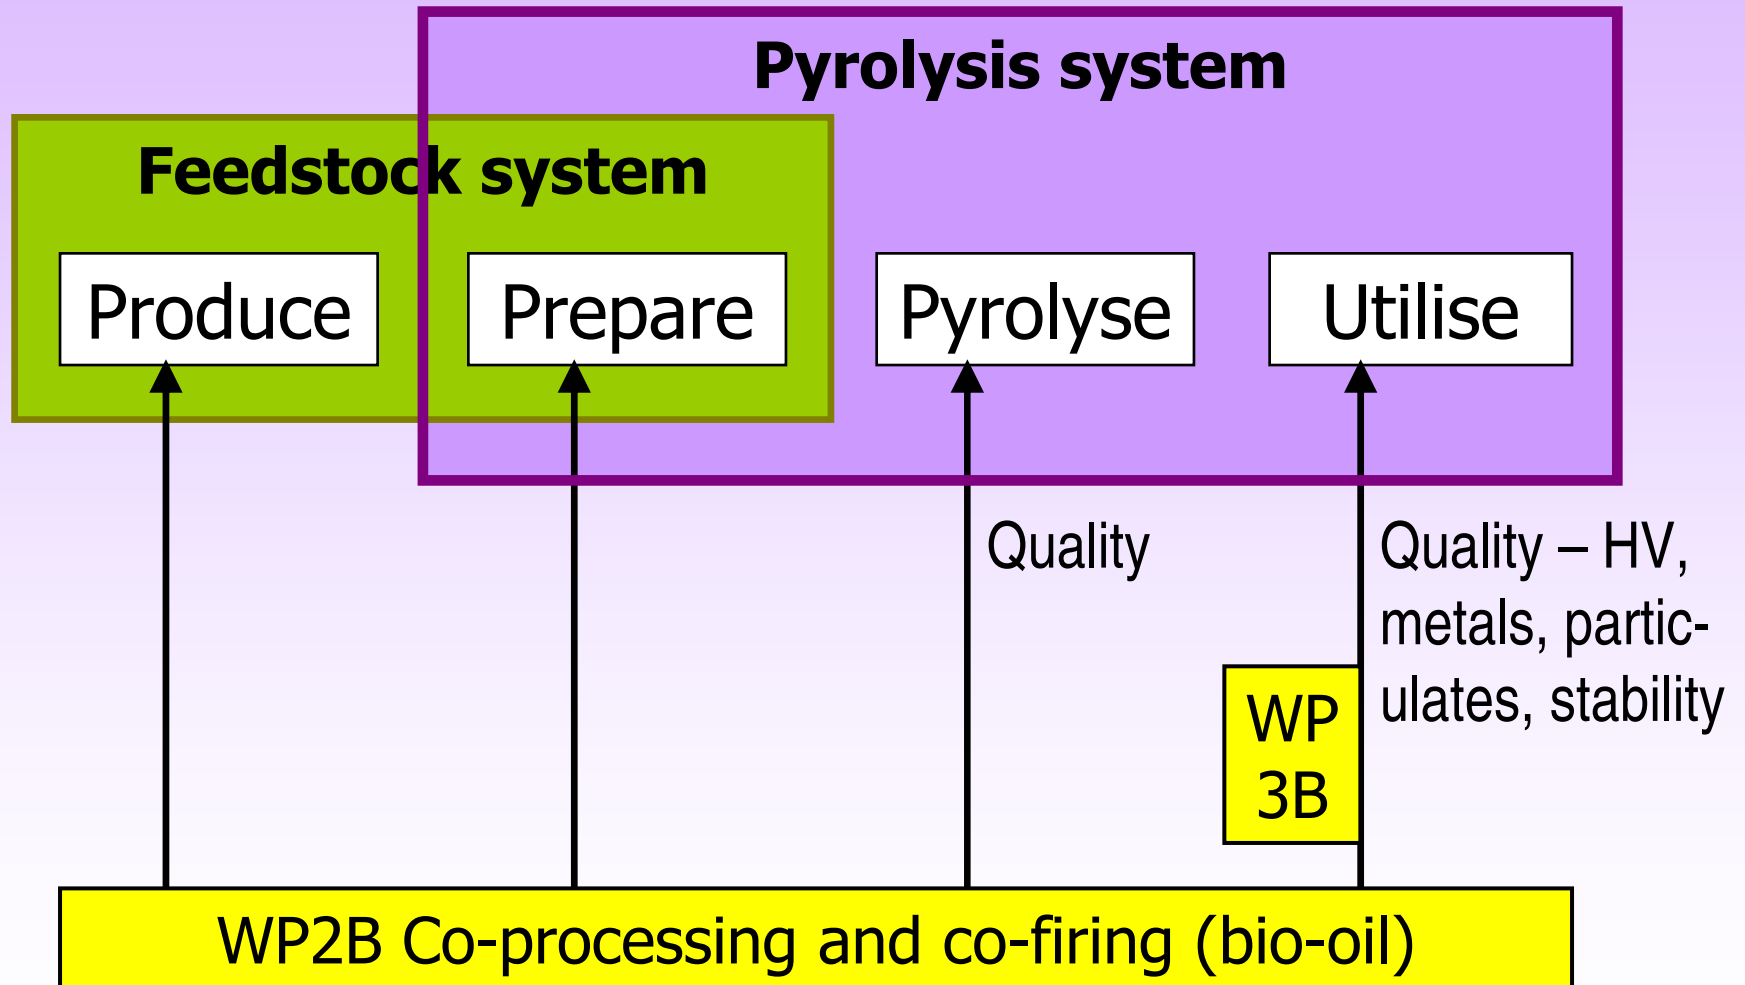 Pyrolysis system
Feedstock system
Produce
Prepare
Pyrolyse
Utilise
Quality
Quality – HV,
metals, partic-
ulates, stability
WP
3B
WP2B Co-processing and co-firing (bio-oil)